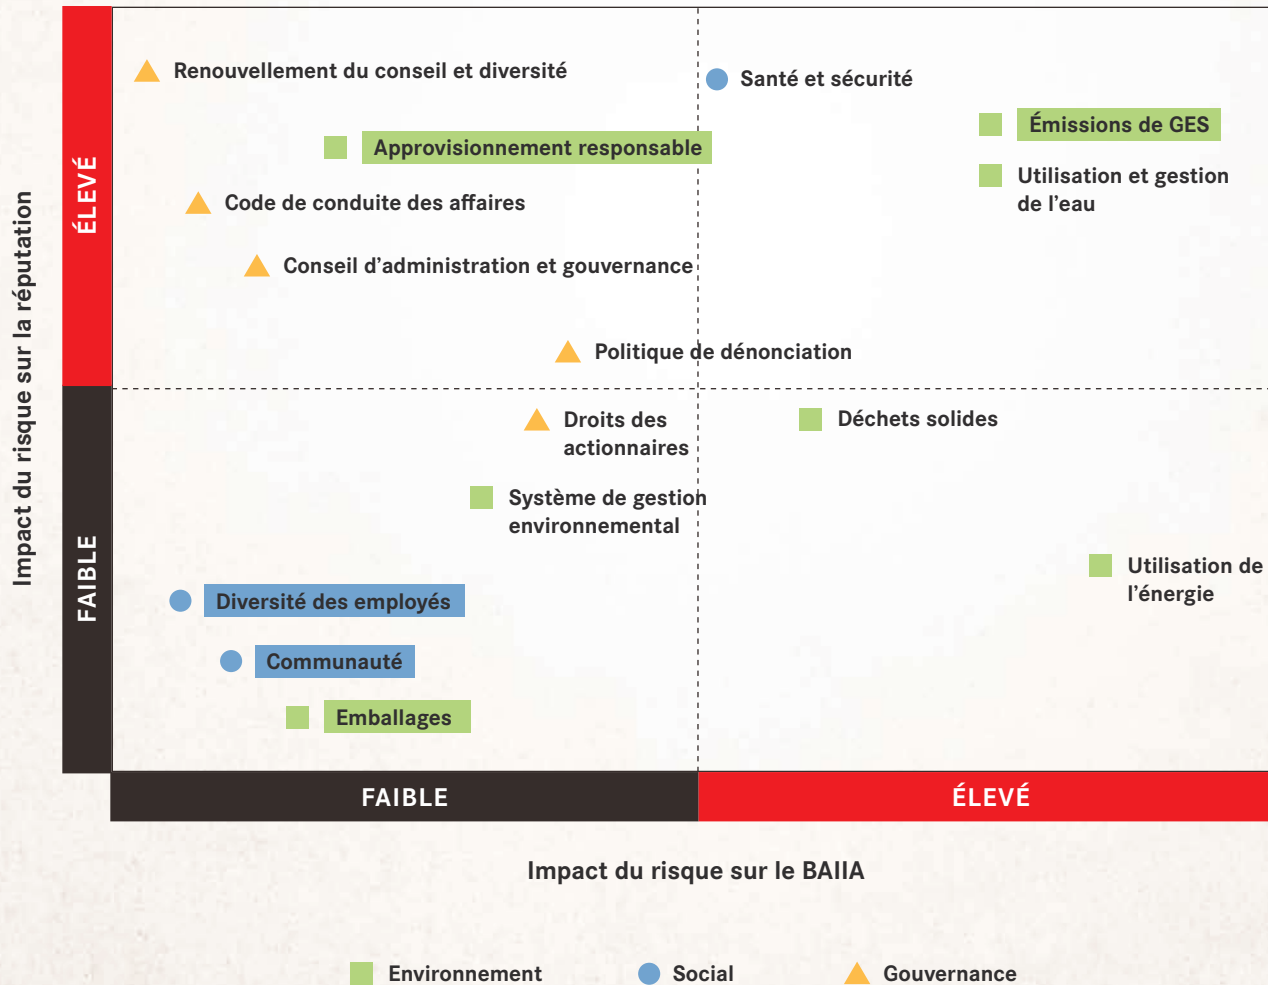 Impact du risque sur la réputation
ÉLEVÉ
FAIBLE
Renouvellement du conseil et diversité
Santé et sécurité
Émissions de GES
Approvisionnement responsable
Utilisation et gestion
de l’eau
Code de conduite des affaires
Conseil d’administration et gouvernance
Politique de dénonciation
Droits des
actionnaires
Déchets solides
Système de gestion
environnemental
Utilisation de
l’énergie
Diversité des employés
Communauté
Emballages
FAIBLE
ÉLEVÉ
Impact du risque sur le BAIIA
Environnement
Social
Gouvernance